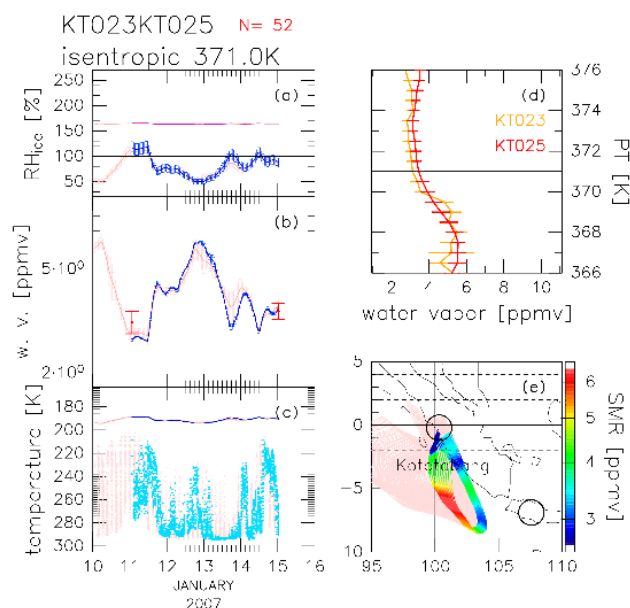 KT023KT025 N= 52
isentropic 371.0K
(a)
250
200
150
100
50
RHice [%]
(b)
5·10⁰
2·10⁰
w. v. [ppmv]
(c)
180
200
220
240
260
280
300
temperature [K]
10 11 12 13 14 15 16
JANUARY
2007
(d)
KT023
KT025
376
374
372
370
368
366
PT [K]
2 4 6 8 10
water vapor [ppmv]
(e)
Kototabang
5
0
-5
10
95 100 105 110
6
5
4
3
SMR [ppmv]